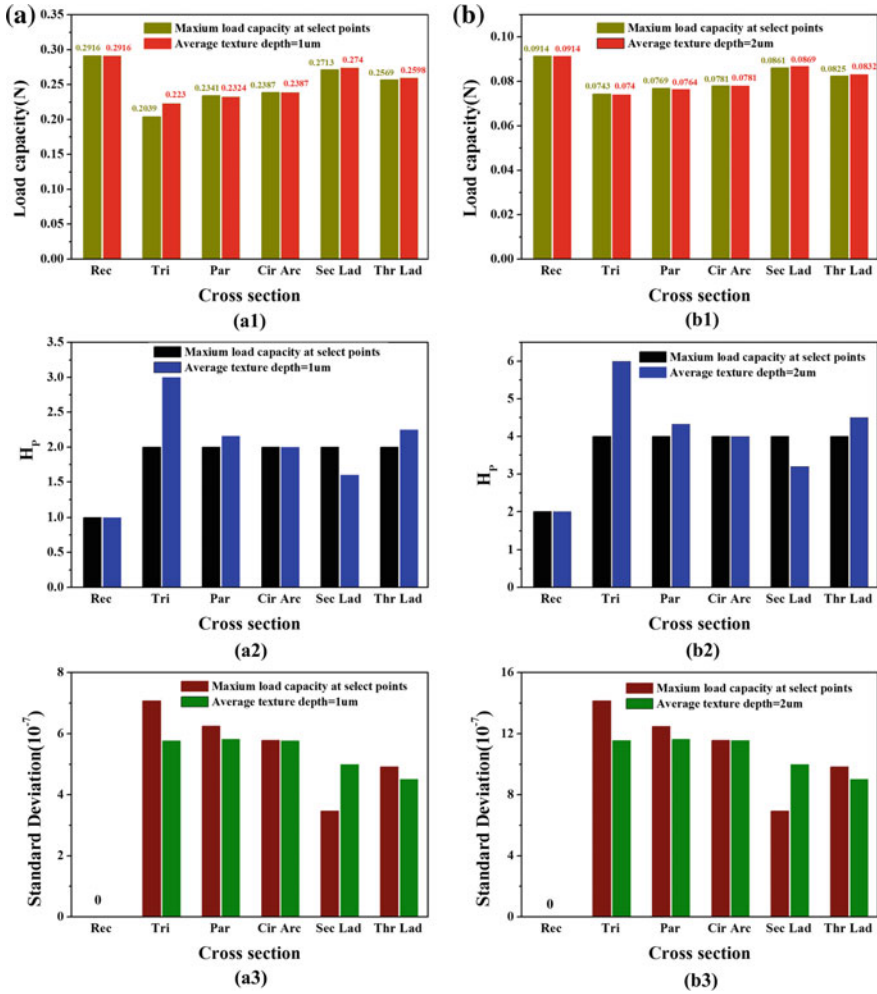 (a)
Maxium load capacity at select points
Average texture depth=1um
Load capacity(N)
0.35
0.30
0.25
0.20
0.15
0.10
0.05
0.00
0.2916 0.2916
0.2039 0.223
0.2341 0.2324
0.2387 0.2387
0.2713 0.274
0.2569 0.2598
Rec Tri Par Cir Arc Sec Lad Thr Lad
Cross section
(a1)
(b)
Maxium load capacity at select points
Average texture depth=2um
Load capacity(N)
0.10
0.08
0.06
0.04
0.02
0.00
0.0914 0.0914
0.0743 0.074
0.0769 0.0764
0.0781 0.0781
0.0861 0.0869
0.0825 0.0832
Rec Tri Par Cir Arc Sec Lad Thr Lad
Cross section
(b1)
Maxium load capacity at select points
Average texture depth=1um
H_P
3.5
3.0
2.5
2.0
1.5
1.0
0.5
0.0
Rec Tri Par Cir Arc Sec Lad Thr Lad
Cross section
(a2)
Maxium load capacity at select points
Average texture depth=2um
H_P
6
5
4
3
2
1
0
Rec Tri Par Cir Arc Sec Lad Thr Lad
Cross section
(b2)
Maxium load capacity at select points
Average texture depth=1um
Standard Deviation(10⁻⁷)
8
6
4
2
0
0
Rec Tri Par Cir Arc Sec Lad Thr Lad
Cross section
(a3)
Maxium load capacity at select points
Average texture depth=2um
Standard Deviation(10⁻⁷)
16
12
8
4
0
0
Rec Tri Par Cir Arc Sec Lad Thr Lad
Cross section
(b3)